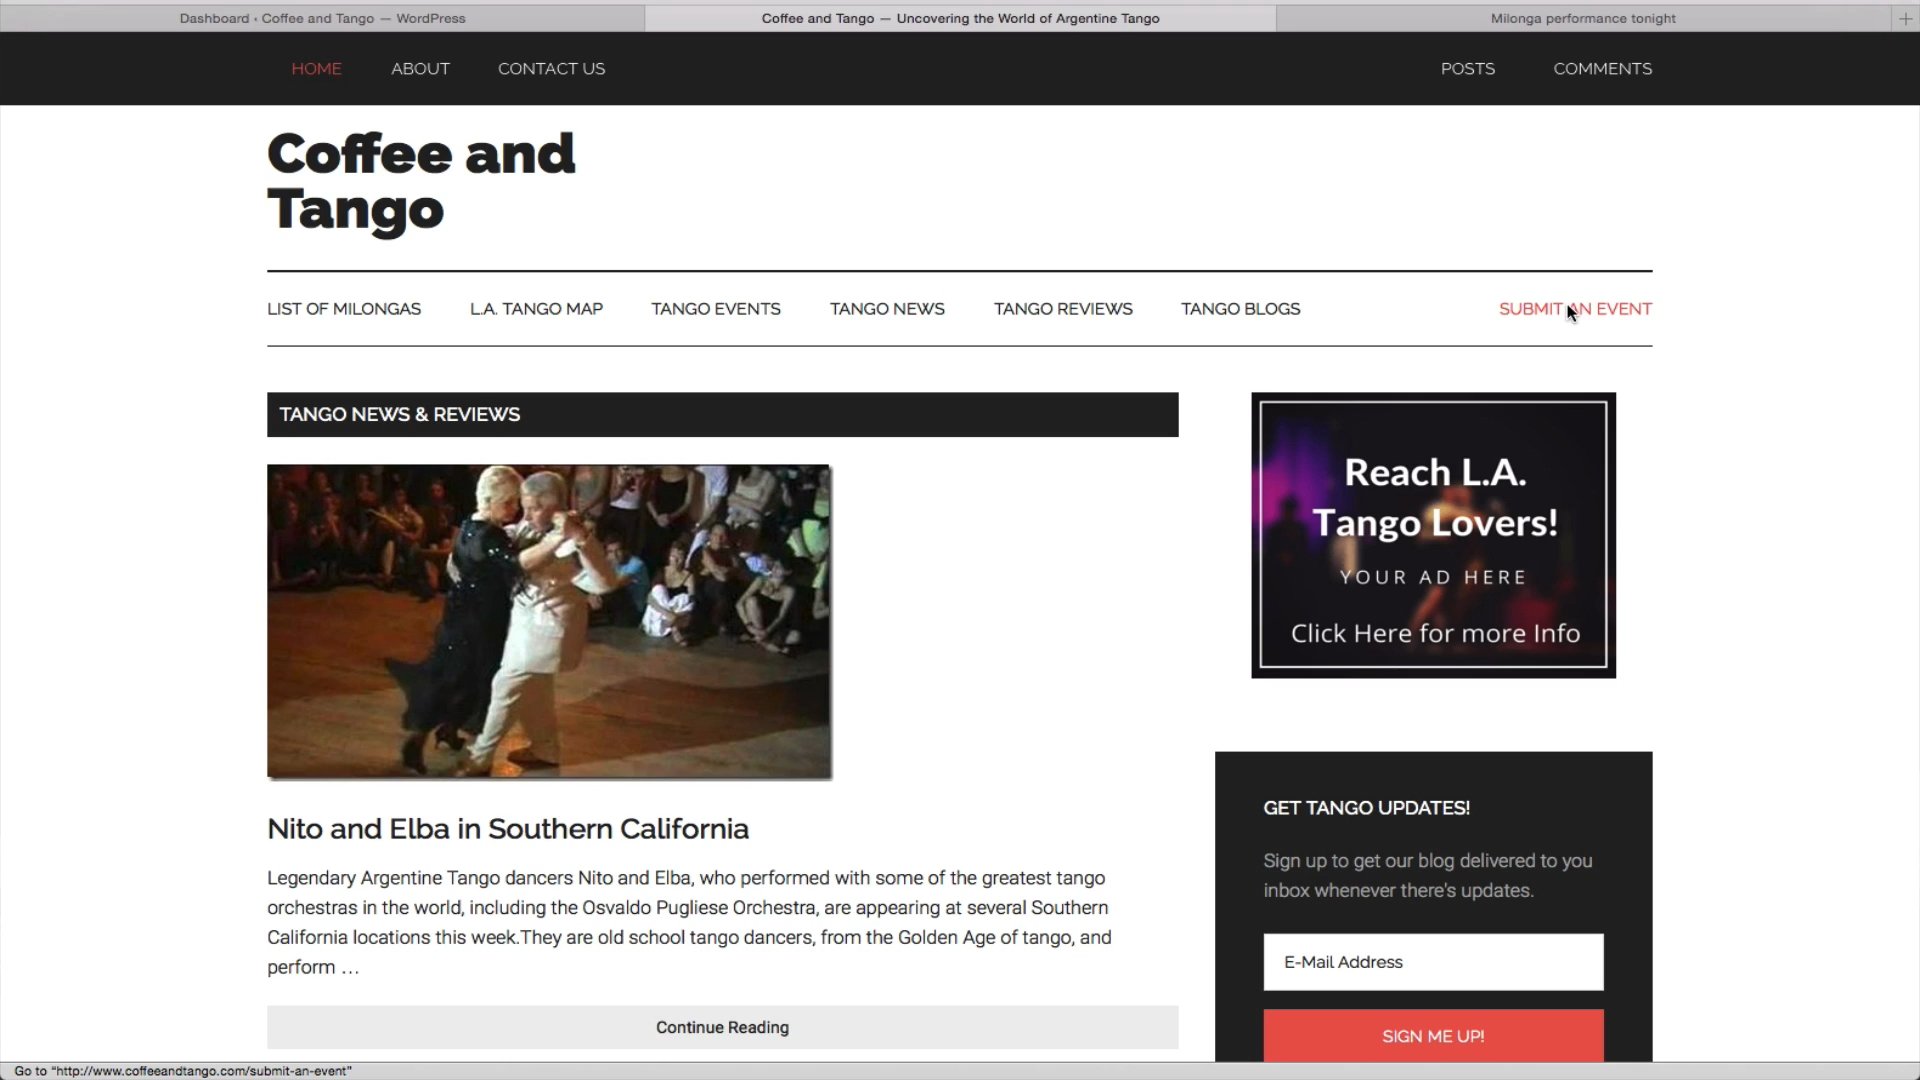 Dashboard ‹ Coffee and Tango — WordPress
Coffee and Tango — Uncovering the World of Argentine Tango
Milonga performance tonight
HOME
ABOUT
CONTACT US
POSTS
COMMENTS
Coffee and
Tango
LIST OF MILONGAS
L.A. TANGO MAP
TANGO EVENTS
TANGO NEWS
TANGO REVIEWS
TANGO BLOGS
SUBMIT AN EVENT
TANGO NEWS & REVIEWS
Nito and Elba in Southern California
Legendary Argentine Tango dancers Nito and Elba, who performed with some of the greatest tango
orchestras in the world, including the Osvaldo Pugliese Orchestra, are appearing at several Southern
California locations this week.They are old school tango dancers, from the Golden Age of tango, and
perform …
Continue Reading
Reach L.A.
Tango Lovers!
YOUR AD HERE
Click Here for more Info
GET TANGO UPDATES!
Sign up to get our blog delivered to you
inbox whenever there's updates.
E-Mail Address
SIGN ME UP!
Go to "http://www.coffeeandtango.com/submit-an-event"